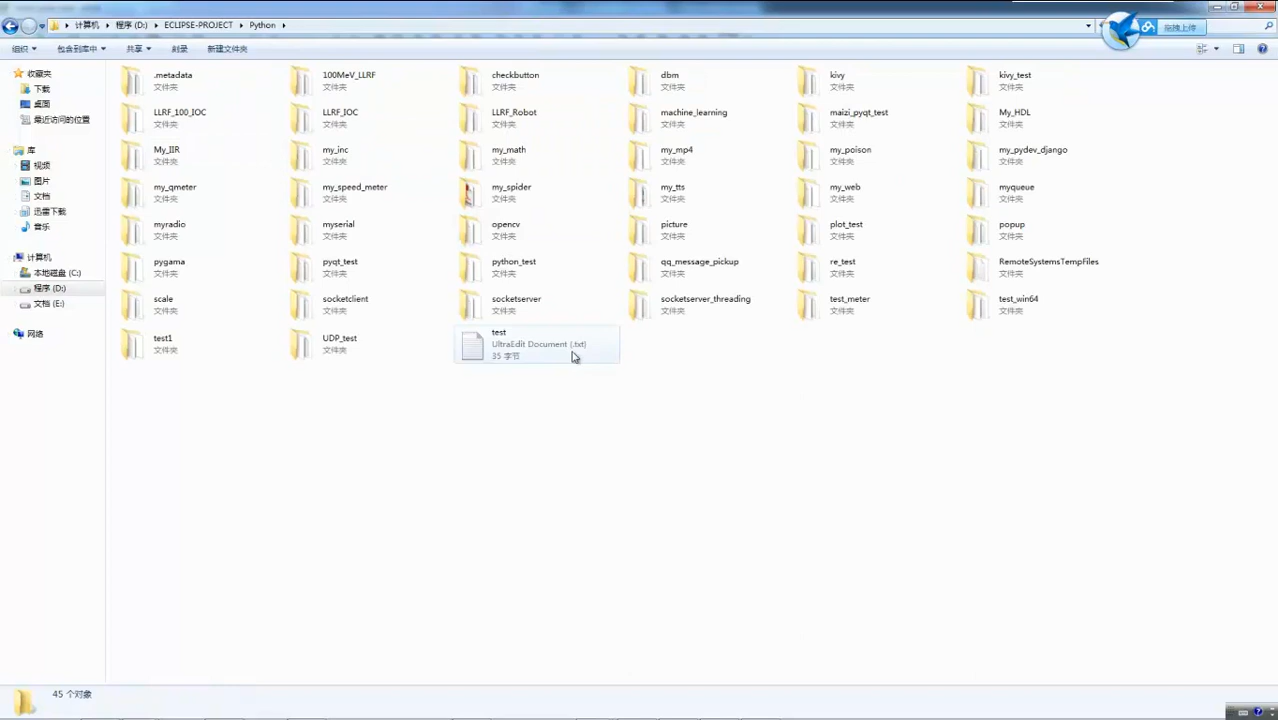 计算机 ▸ 程序 (D:) ▸ ECLIPSE-PROJECT ▸ Python ▸
拖拽上传
组织 包含到库中 共享 刻录 新建文件夹
收藏夹
下载
桌面
最近访问的位置
库
视频
图片
文档
迅雷下载
音乐
计算机
本地磁盘 (C:)
程序 (D:)
文档 (E:)
网络
.metadata 100MeV_LLRF checkbutton dbm kivy kivy_test
文件夹 文件夹 文件夹 文件夹 文件夹 文件夹
LLRF_100_IOC LLRF_IOC LLRF_Robot machine_learning maizi_pyqt_test My_HDL
文件夹 文件夹 文件夹 文件夹 文件夹 文件夹
My_IIR my_inc my_math my_mp4 my_poison my_pydev_django
文件夹 文件夹 文件夹 文件夹 文件夹 文件夹
my_qmeter my_speed_meter my_spider my_tts my_web myqueue
文件夹 文件夹 文件夹 文件夹 文件夹 文件夹
myradio myserial opencv picture plot_test popup
文件夹 文件夹 文件夹 文件夹 文件夹 文件夹
pygama pyqt_test python_test qq_message_pickup re_test RemoteSystemsTempFiles
文件夹 文件夹 文件夹 文件夹 文件夹 文件夹
scale socketclient socketserver socketserver_threading test_meter test_win64
文件夹 文件夹 文件夹 文件夹 文件夹 文件夹
test1 UDP_test test
文件夹 文件夹 UltraEdit Document (.txt)
35 字节
45 个对象